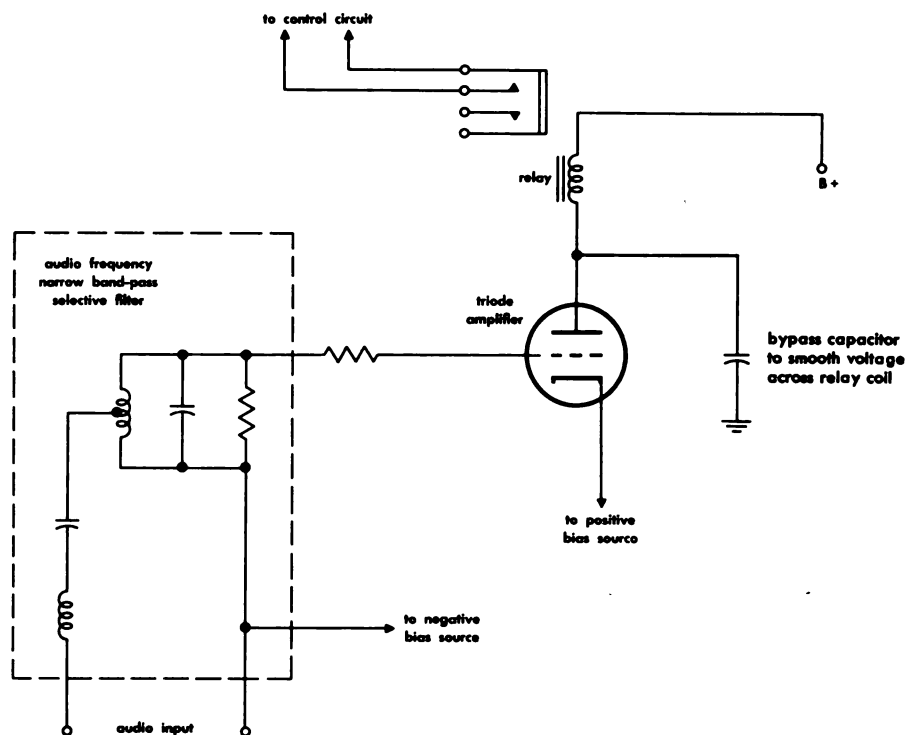 to control circuit
relay
B +
audio frequency
narrow band-pass
selective filter
triode
amplifier
bypass capacitor
to smooth voltage
across relay coil
to positive
bias source
to negative
bias source
audio input